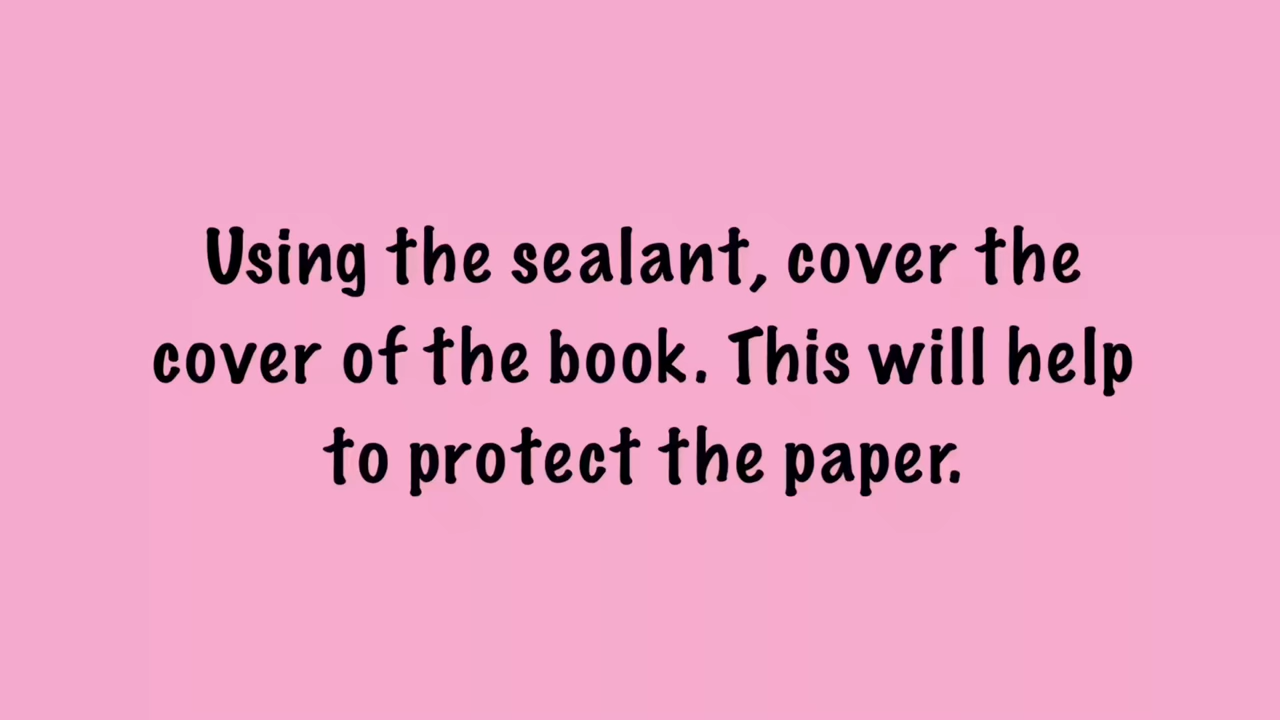 Using the sealant, cover the
cover of the book. This will help
to protect the paper.